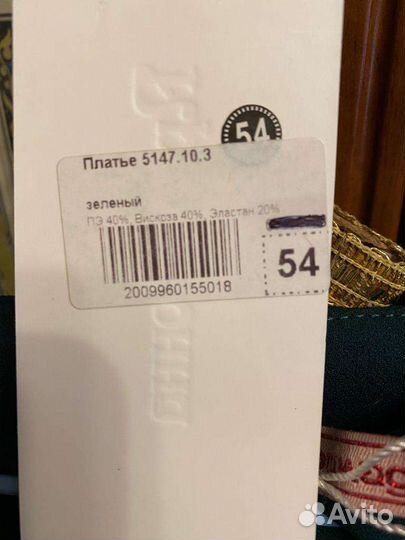 54
Платье 5147.10.3
зеленый
ПЭ 40%, Вискоза 40%, Эластан 20%
54
2009960155018
Avito